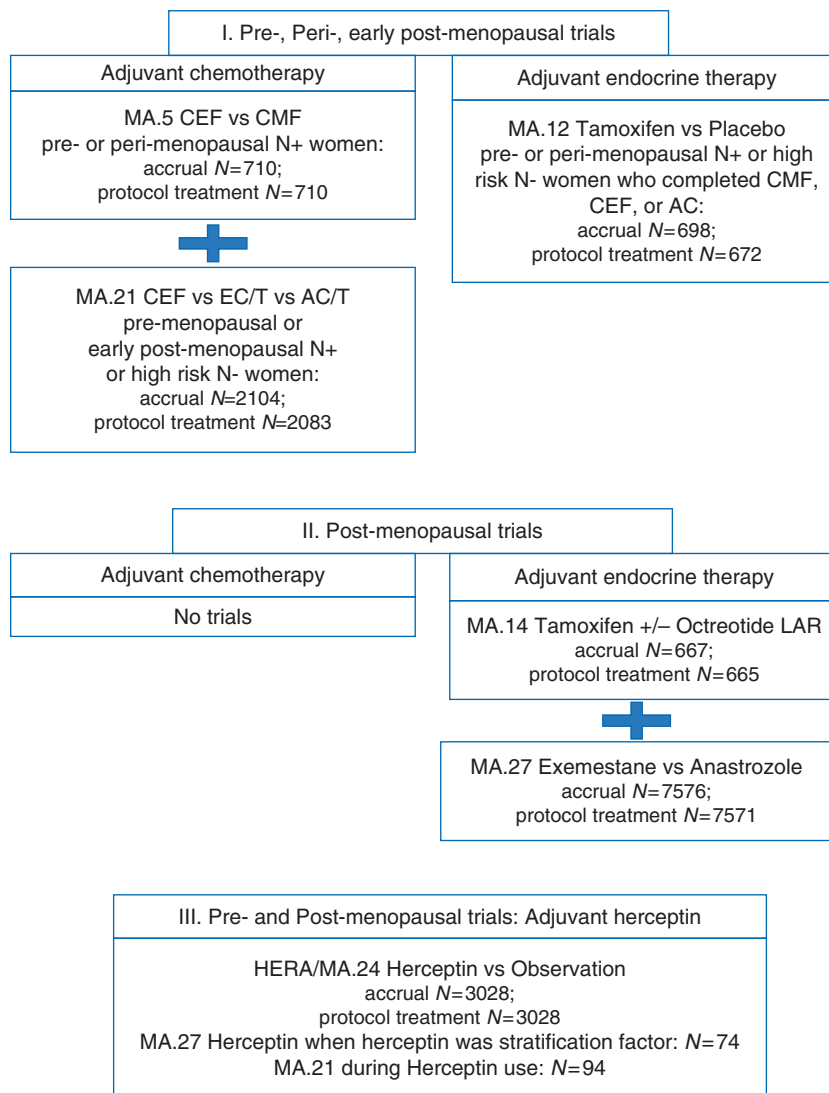 I. Pre-, Peri-, early post-menopausal trials
Adjuvant chemotherapy
MA.5 CEF vs CMF
pre- or peri-menopausal N+ women:
accrual N=710;
protocol treatment N=710
MA.21 CEF vs EC/T vs AC/T
pre-menopausal or
early post-menopausal N+
or high risk N- women:
accrual N=2104;
protocol treatment N=2083
Adjuvant endocrine therapy
MA.12 Tamoxifen vs Placebo
pre- or peri-menopausal N+ or high
risk N- women who completed CMF,
CEF, or AC:
accrual N=698;
protocol treatment N=672
II. Post-menopausal trials
Adjuvant chemotherapy
No trials
Adjuvant endocrine therapy
MA.14 Tamoxifen +/– Octreotide LAR
accrual N=667;
protocol treatment N=665
MA.27 Exemestane vs Anastrozole
accrual N=7576;
protocol treatment N=7571
III. Pre- and Post-menopausal trials: Adjuvant herceptin
HERA/MA.24 Herceptin vs Observation
accrual N=3028;
protocol treatment N=3028
MA.27 Herceptin when herceptin was stratification factor: N=74
MA.21 during Herceptin use: N=94